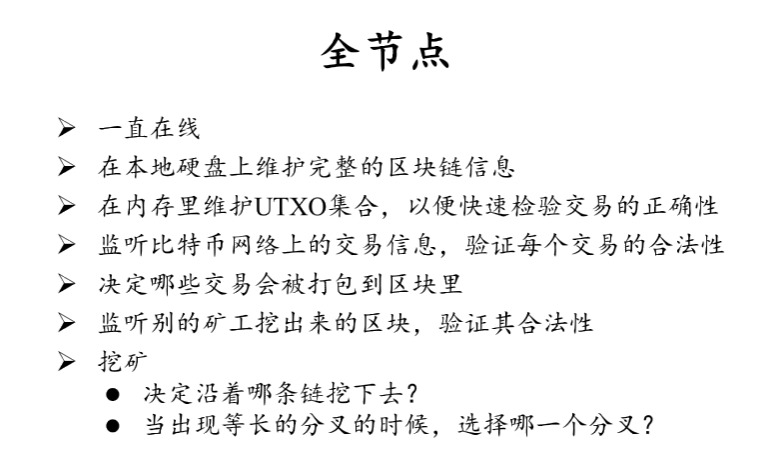 全节点
➢ 一直在线
➢ 在本地硬盘上维护完整的区块链信息
➢ 在内存里维护UTXO集合，以便快速检验交易的正确性
➢ 监听比特币网络上的交易信息，验证每个交易的合法性
➢ 决定哪些交易会被打包到区块里
➢ 监听别的矿工挖出来的区块，验证其合法性
➢ 挖矿
● 决定沿着哪条链挖下去？
● 当出现等长的分叉的时候，选择哪一个分叉？